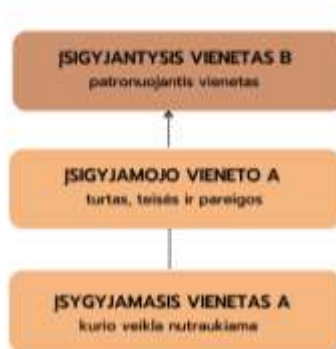 ĮSIGYJANTYSIS VIENETAS B
patronuojantis vienetas
ĮSIGYJAMOJO VIENETO A
turtas, teisės ir pareigos
ĮSYGYJAMASIS VIENETAS A
kurio veikla nutraukiama